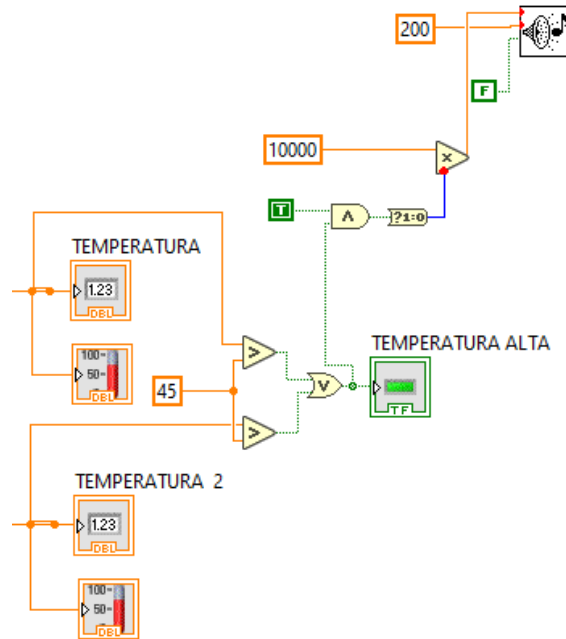 200
F
10000
×
T
∧
?1:0
TEMPERATURA
1.23
DBL
TEMPERATURA ALTA
>
100
50
DBL
45
V
TF
>
TEMPERATURA 2
1.23
DBL
100
50
DBL